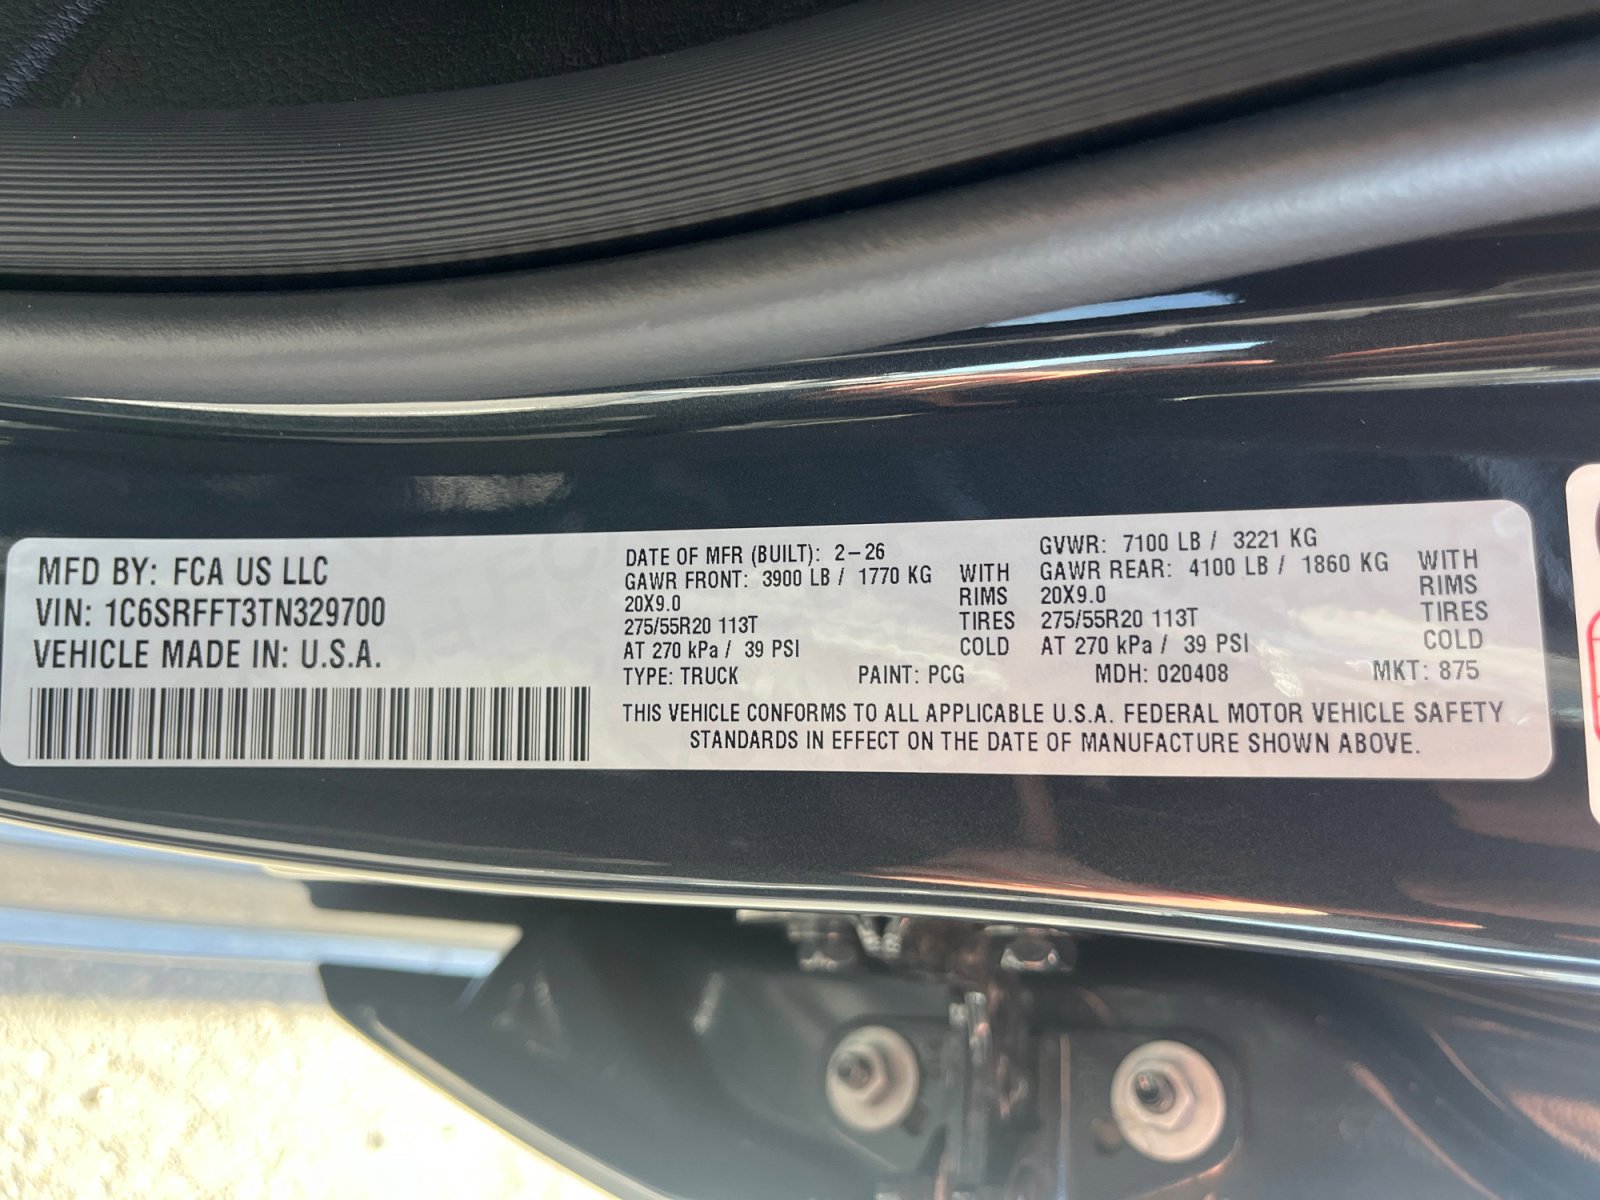 MFD BY: FCA US LLC
VIN: 1C6SRFFT3TN329700
VEHICLE MADE IN: U.S.A.
DATE OF MFR (BUILT): 2-26
GAWR FRONT: 3900 LB / 1770 KG WITH
20X9.0 RIMS
275/55R20 113T TIRES
AT 270 kPa / 39 PSI COLD
GVWR: 7100 LB / 3221 KG
GAWR REAR: 4100 LB / 1860 KG WITH
20X9.0 RIMS
275/55R20 113T TIRES
AT 270 kPa / 39 PSI COLD
TYPE: TRUCK PAINT: PCG MDH: 020408 MKT: 875
THIS VEHICLE CONFORMS TO ALL APPLICABLE U.S.A. FEDERAL MOTOR VEHICLE SAFETY
STANDARDS IN EFFECT ON THE DATE OF MANUFACTURE SHOWN ABOVE.